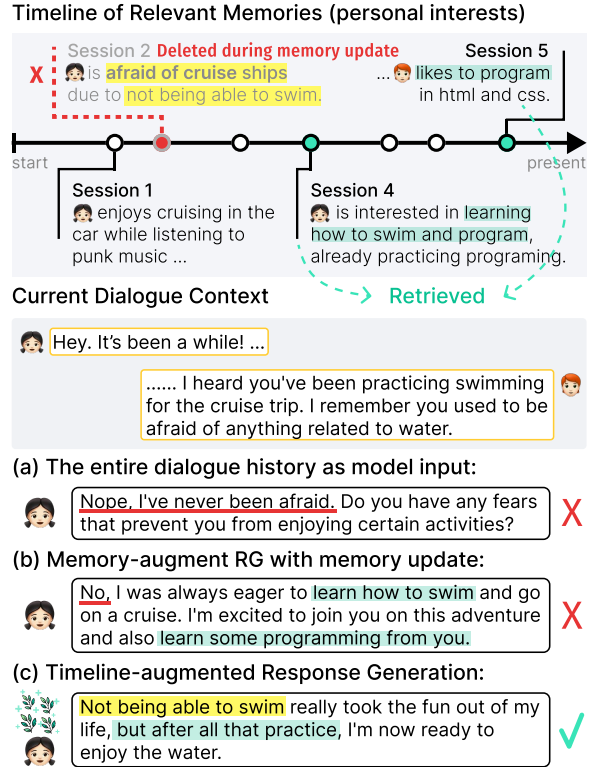 Timeline of Relevant Memories (personal interests)
Session 2 Deleted during memory update
X
is afraid of cruise ships
due to not being able to swim.
Session 5
... likes to program
in html and css.
start
present
Session 1
enjoys cruising in the
car while listening to
punk music ...
Session 4
is interested in learning
how to swim and program,
already practicing programing.
Current Dialogue Context
Retrieved
Hey. It's been a while! ...
...... I heard you've been practicing swimming
for the cruise trip. I remember you used to be
afraid of anything related to water.
(a) The entire dialogue history as model input:
Nope, I've never been afraid. Do you have any fears
that prevent you from enjoying certain activities?
X
(b) Memory-augment RG with memory update:
No, I was always eager to learn how to swim and go
on a cruise. I'm excited to join you on this adventure
and also learn some programming from you.
X
(c) Timeline-augmented Response Generation:
Not being able to swim really took the fun out of my
life, but after all that practice, I'm now ready to
enjoy the water.